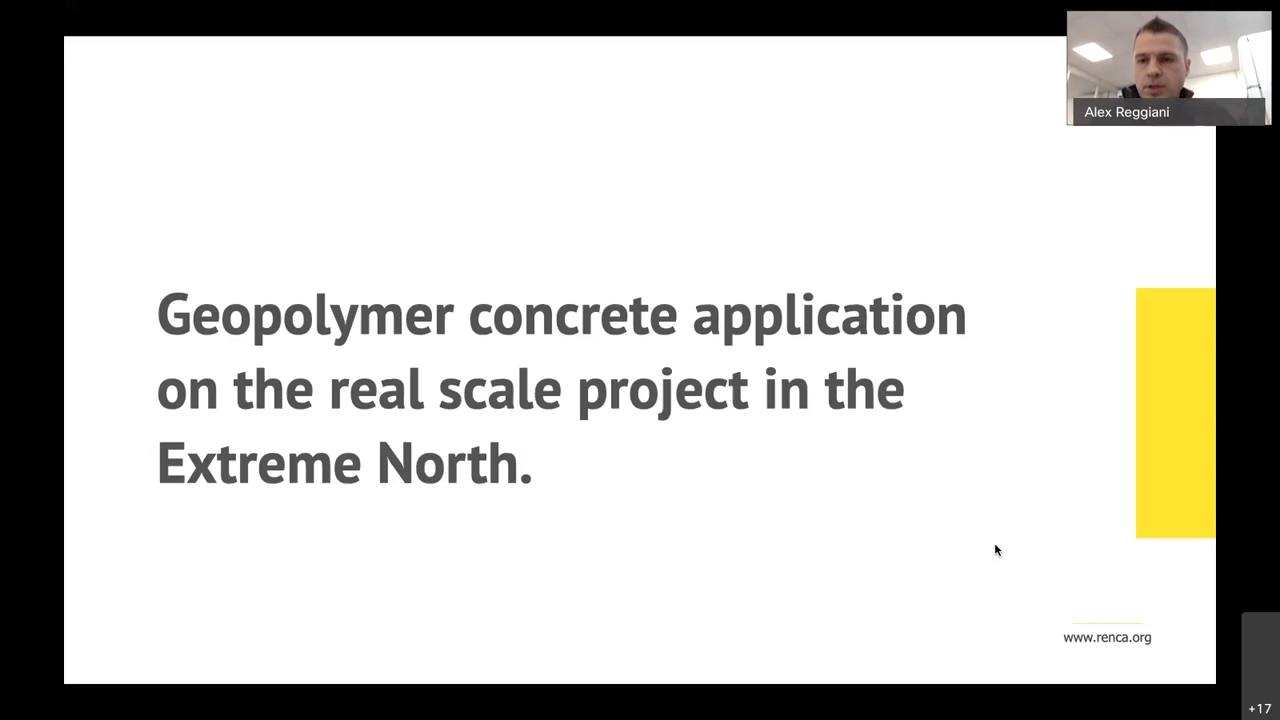 Alex Reggiani
Geopolymer concrete application
on the real scale project in the
Extreme North.
www.renca.org
+17